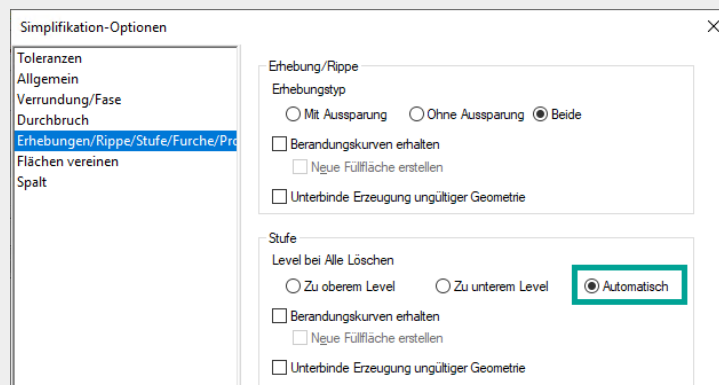 Simplifikation-Optionen
Toleranzen
Allgemein
Verrundung/Fase
Durchbruch
Erhebungen/Rippe/Stufe/Furche/Pro
Flächen vereinen
Spalt
Erhebung/Rippe
Erhebungstyp
Mit Aussparung Ohne Aussparung Beide
Berandungskurven erhalten
Neue Füllfläche erstellen
Unterbinde Erzeugung ungültiger Geometrie
Stufe
Level bei Alle Löschen
Zu oberem Level Zu unterem Level Automatisch
Berandungskurven erhalten
Neue Füllfläche erstellen
Unterbinde Erzeugung ungültiger Geometrie